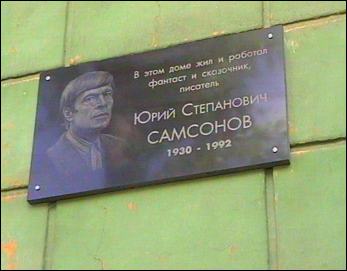 В этом доме жил и работал
фантаст и сказочник,
писатель
Юрий Степанович
САМСОНОВ
1930 - 1992